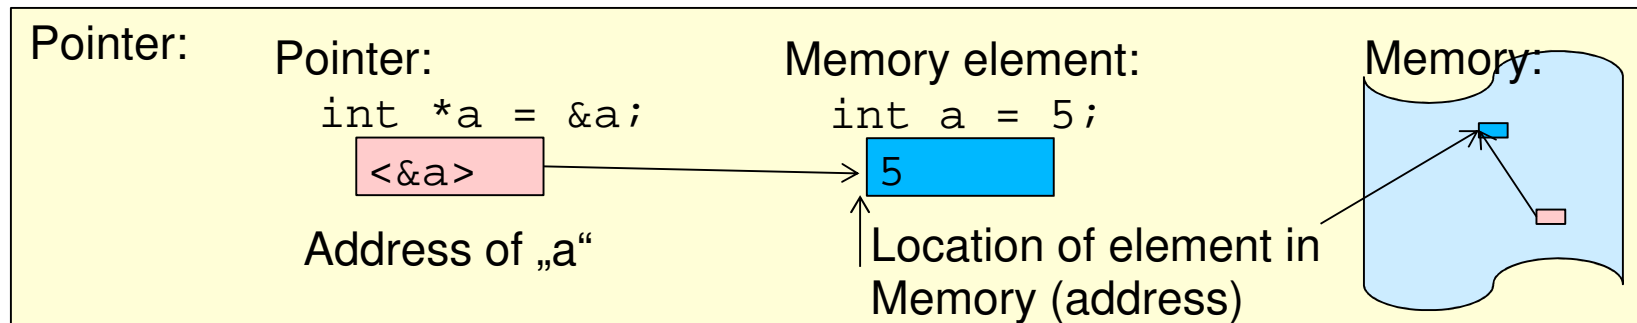 Pointer:
Pointer:
int *a = &a;
<&a>
Address of „a“
Memory element:
int a = 5;
5
Location of element in
Memory (address)
Memory: